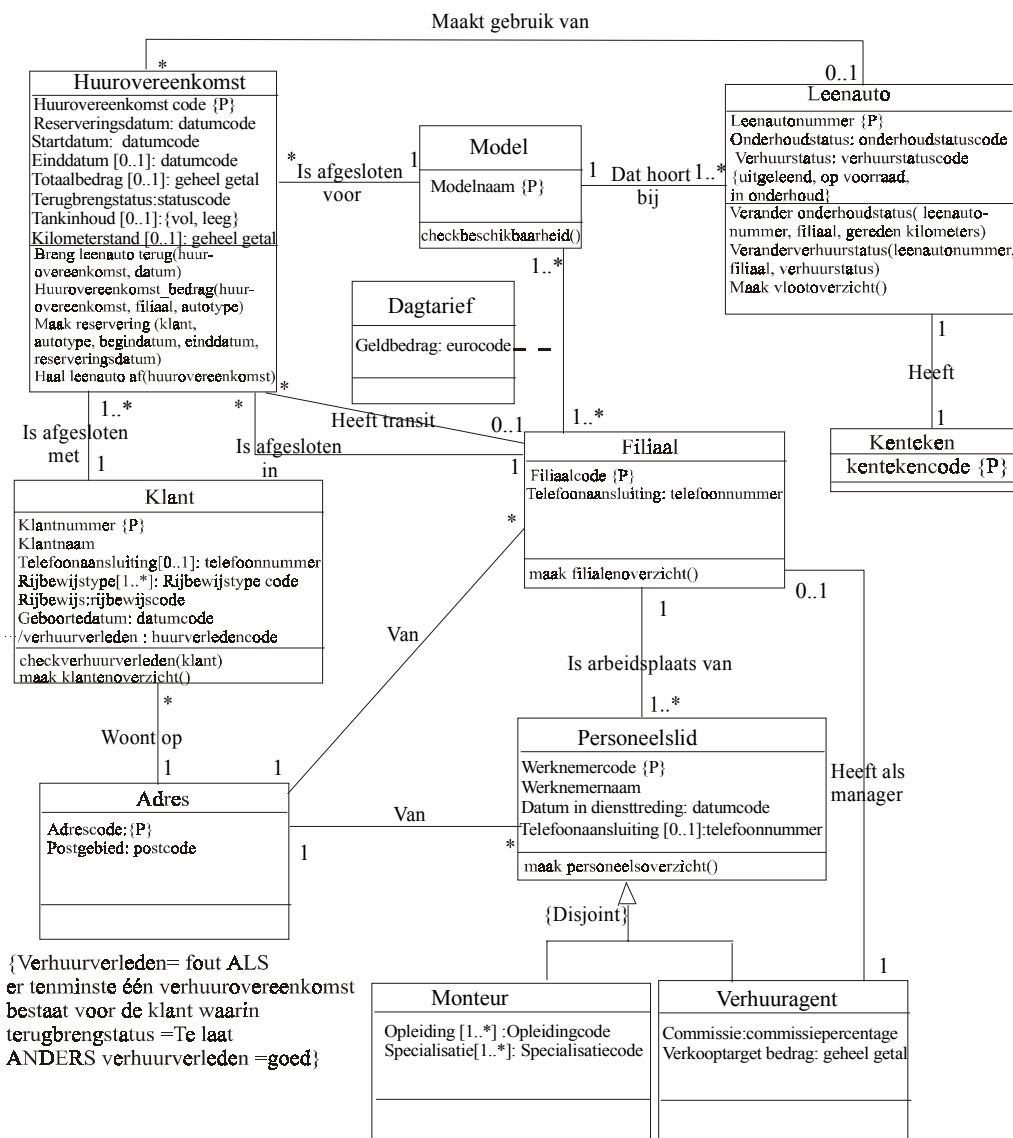 Maakt gebruik van
*
0..1
Huurovereenkomst
Huurovereenkomst code {P}
Reserveringsdatum: datumcode
Startdatum: datumcode
Einddatum [0..1]: datumcode
Totaalbedrag [0..1]: geheel getal
Terugbrengstatus:statuscode
Tankinhoud [0..1]:{vol, leeg}
Kilometerstand [0..1]: geheel getal
Breng leenauto terug(huur-
overeenkomst, datum)
Huurovereenkomst_bedrag(huur-
overeenkomst, filiaal, autotype)
Maak reservering (klant,
autotype, begindatum, einddatum,
reserveringsdatum)
Haal leenauto af(huurovereenkomst)
*
Is afgesloten
voor
1
Model
Modelnaam {P}
checkbeschikbaarheid()
1
Dat hoort
bij
1..*
Leenauto
Leenautonummer {P}
Onderhoudstatus: onderhoudstatuscode
Verhuurstatus: verhuurstatuscode
{uitgeleend, op voorraad,
in onderhoud}
Verander onderhoudstatus( leenauto-
nummer, filiaal, gereden kilometers)
Veranderverhuurstatus(leenautonummer,
filiaal, verhuurstatus)
Maak vlootoverzicht()
1..*
Dagtarief
Geldbedrag: eurocode
1
Heeft
1
Kenteken
kentekencode {P}
1..*
Is afgesloten
met
1
*
Is afgesloten
in
1
*
Heeft transit
0..1
1..*
Filiaal
Filiaalcode {P}
Telefoonaansluiting: telefoonnummer
maak filialenoverzicht()
Klant
Klantnummer {P}
Klantnaam
Telefoonaansluiting[0..1]: telefoonnummer
Rijbewijstype[1..*]: Rijbewijstype code
Rijbewijs:rijbewijscode
Geboortedatum: datumcode
/verhuurverleden : huurverledencode
checkverhuurverleden(klant)
maak klantenoverzicht()
*
Van
1
0..1
1
Is arbeidsplaats van
1..*
*
Woont op
1
Adres
Adrescode:{P}
Postgebied: postcode
Van
1
*
Personeelslid
Werknemercode {P}
Werknemernaam
Datum in diensttreding: datumcode
Telefoonaansluiting [0..1]:telefoonnummer
maak personeelsoverzicht()
Heeft als
manager
{Disjoint}
1
{Verhuurverleden= fout ALS
er tenminste één verhuurovereenkomst
bestaat voor de klant waarin
terugbrengstatus =Te laat
ANDERS verhuurverleden =goed}
Monteur
Opleiding [1..*] :Opleidingcode
Specialisatie[1..*]: Specialisatiecode
Verhuuragent
Commissie:commissiepercentage
Verkooptarget bedrag: geheel getal